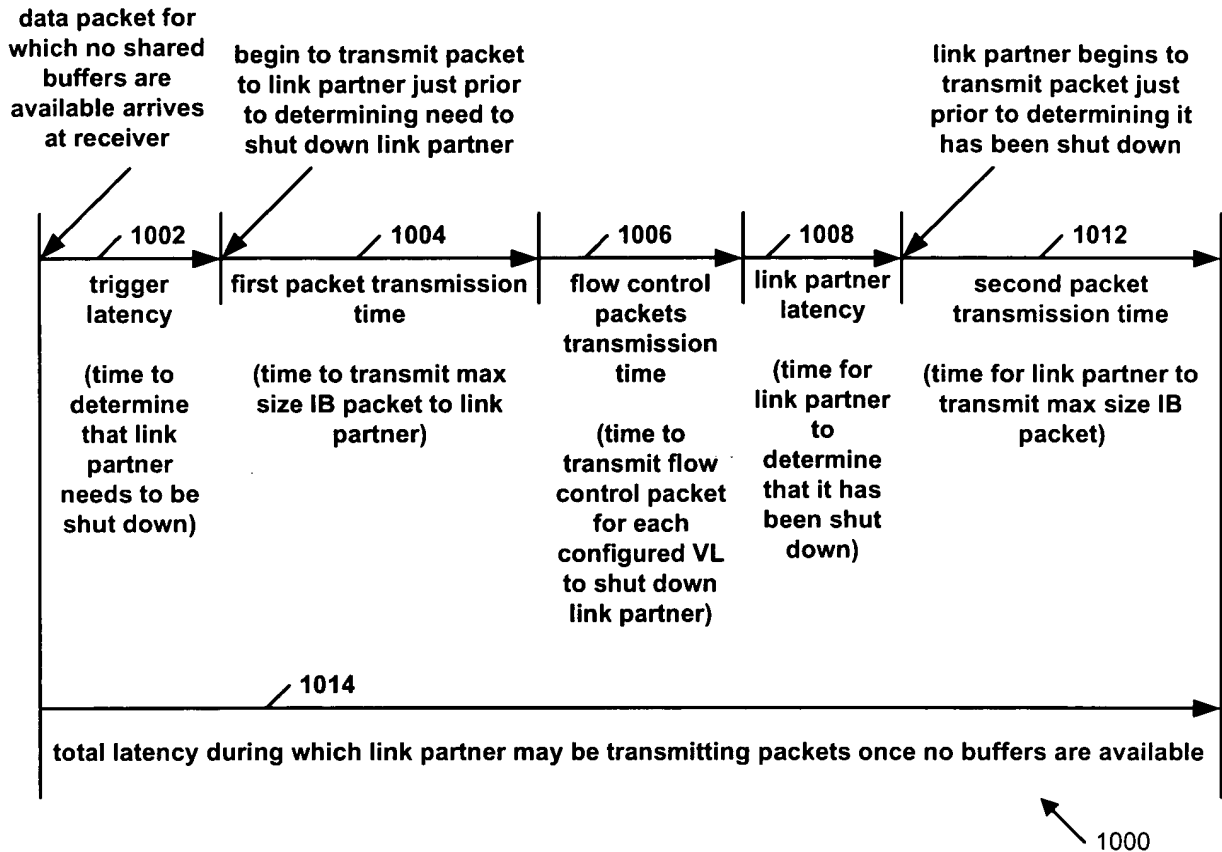 data packet for
which no shared
buffers are
available arrives
at receiver
begin to transmit packet
to link partner just prior
to determining need to
shut down link partner
link partner begins to
transmit packet just
prior to determining it
has been shut down
1002
1004
1006
1008
1012
trigger
latency
(time to
determine
that link
partner
needs to be
shut down)
first packet transmission
time
(time to transmit max
size IB packet to link
partner)
flow control
packets
transmission
time
(time to
transmit flow
control packet
for each
configured VL
to shut down
link partner)
link partner
latency
(time for
link partner
to
determine
that it has
been shut
down)
second packet
transmission time
(time for link partner to
transmit max size IB
packet)
1014
total latency during which link partner may be transmitting packets once no buffers are available
1000